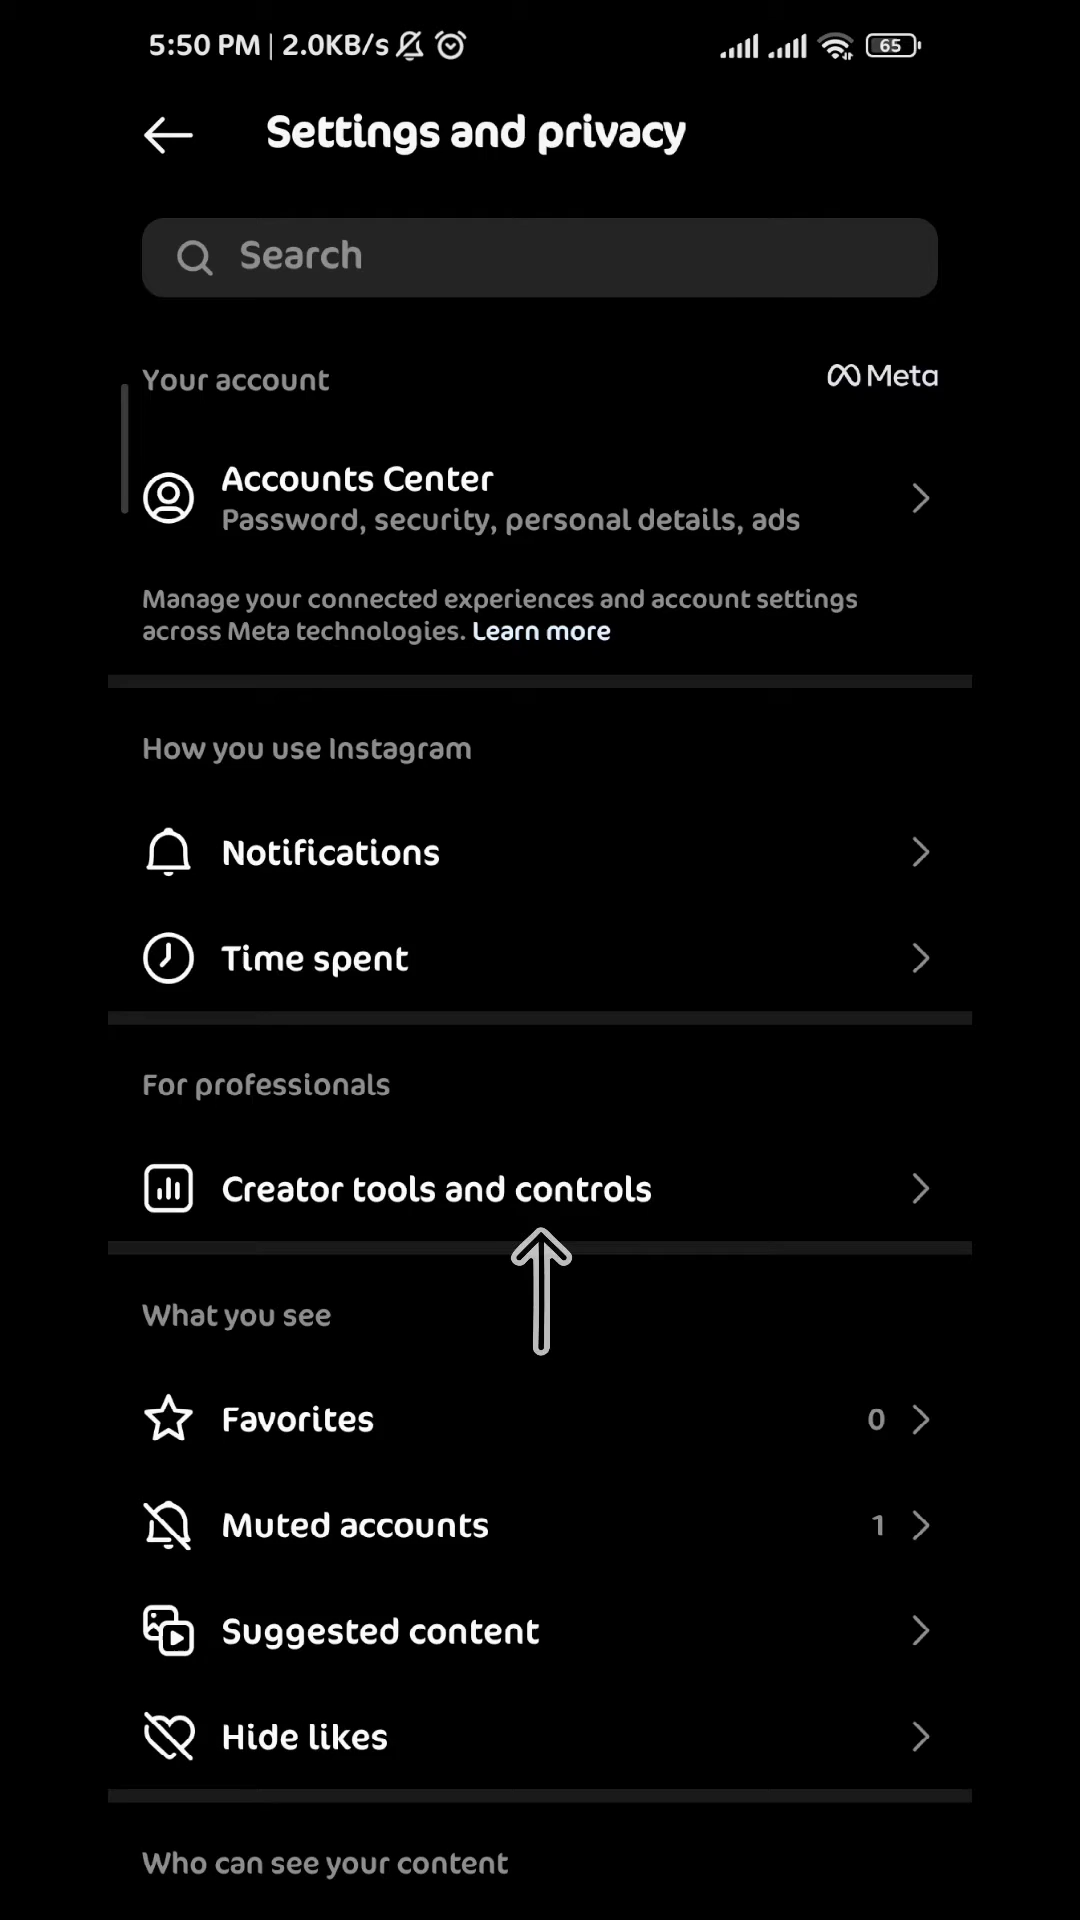 5:50 PM | 2.0KB/s 65
Settings and privacy
Search
Your account
Meta
Accounts Center
Password, security, personal details, ads
Manage your connected experiences and account settings
across Meta technologies. Learn more
How you use Instagram
Notifications
Time spent
For professionals
Creator tools and controls
What you see
Favorites 0
Muted accounts 1
Suggested content
Hide likes
Who can see your content